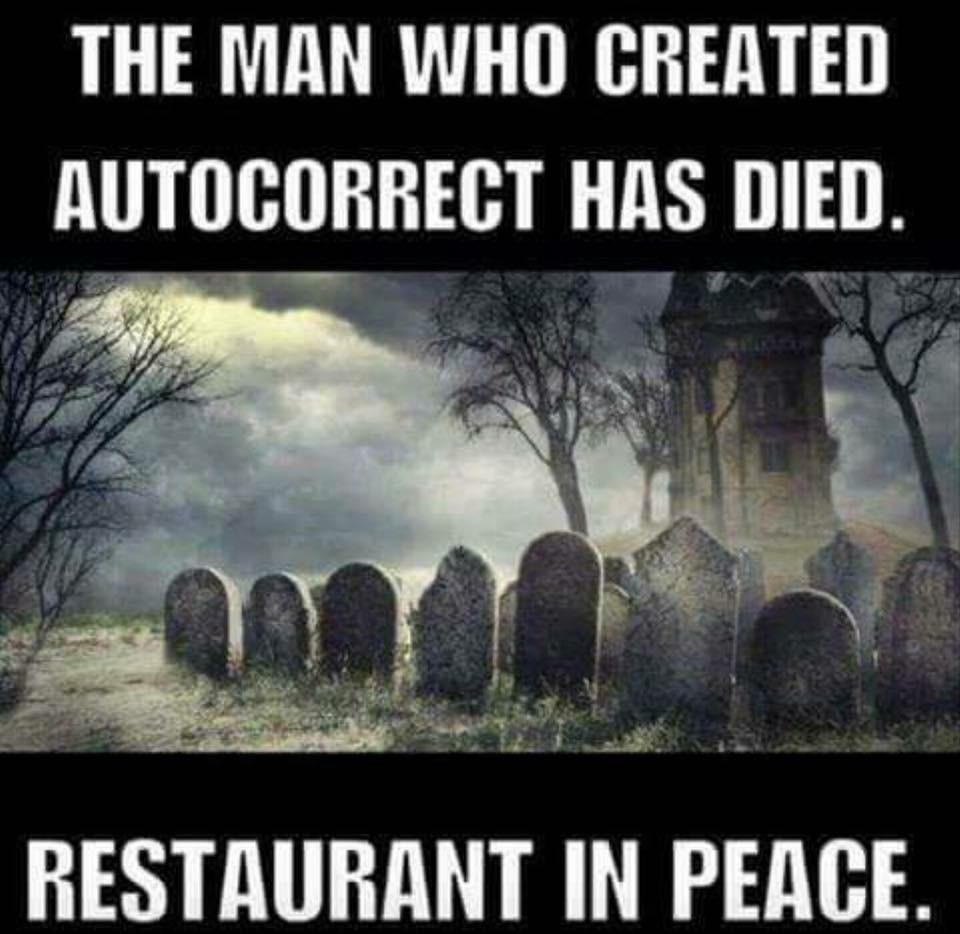 THE MAN WHO CREATED
AUTOCORRECT HAS DIED.
RESTAURANT IN PEACE.